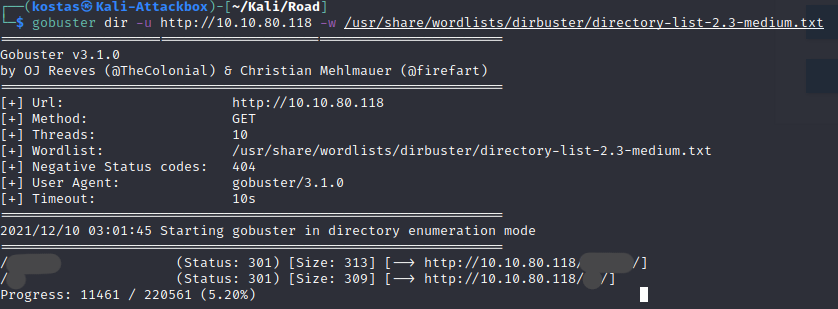 ┌──(kostas㉿Kali-Attackbox)-[~/Kali/Road]
└─$ gobuster dir -u http://10.10.80.118 -w /usr/share/wordlists/dirbuster/directory-list-2.3-medium.txt
===============================================================
Gobuster v3.1.0
by OJ Reeves (@TheColonial) & Christian Mehlmauer (@firefart)
===============================================================
[+] Url:                     http://10.10.80.118
[+] Method:                  GET
[+] Threads:                 10
[+] Wordlist:                /usr/share/wordlists/dirbuster/directory-list-2.3-medium.txt
[+] Negative Status codes:   404
[+] User Agent:              gobuster/3.1.0
[+] Timeout:                 10s
===============================================================
2021/12/10 03:01:45 Starting gobuster in directory enumeration mode
===============================================================
/ (Status: 301) [Size: 313] [--> http://10.10.80.118/ /]
/ (Status: 301) [Size: 309] [--> http://10.10.80.118/ /]
Progress: 11461 / 220561 (5.20%)